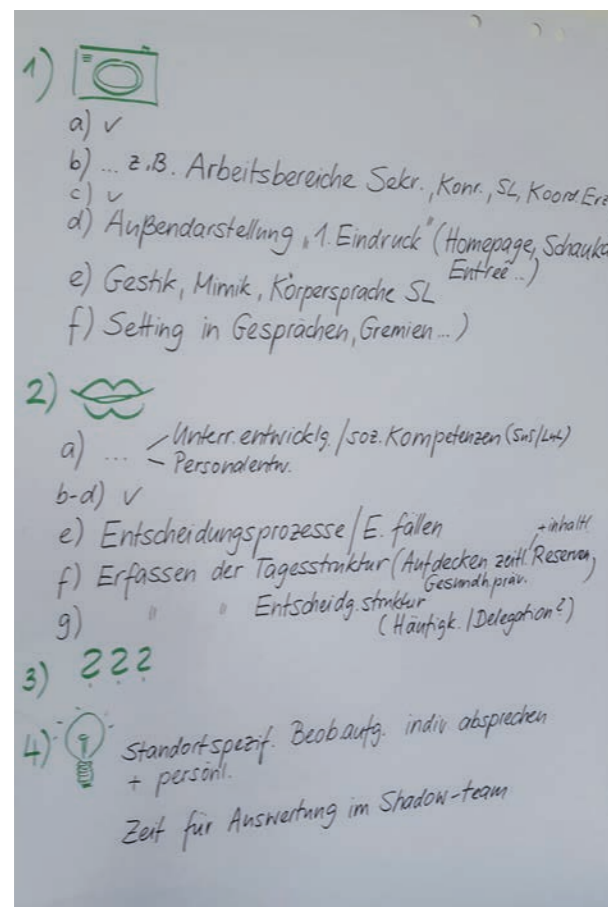 1)
a) ✓
b) ... z.B. Arbeitsbereiche Sekr., Konr., SL, Koord. Erz
c) ✓
d) Außendarstellung „1. Eindruck" (Homepage, Schauka
Entree ...)
e) Gestik, Mimik, Körpersprache SL
f) Setting in Gesprächen, Gremien ... )
2)
a) ... Unterr.entwicklg. / soz. Kompetenzen (SuS/LuL)
Personalentw.
b-d) ✓
e) Entscheidungsprozesse / E. fällen
+ inhaltl
f) Erfassen der Tagesstruktur (Aufdecken zeitl. Reserven,
Gesundh.präv.
g) " " Entscheidg.struktur
(Häufigk. / Delegation?)
3) ???
4) Standortspezif. Beob.aufg. indiv absprechen
+ persönl.
Zeit für Auswertung im Shadow-team